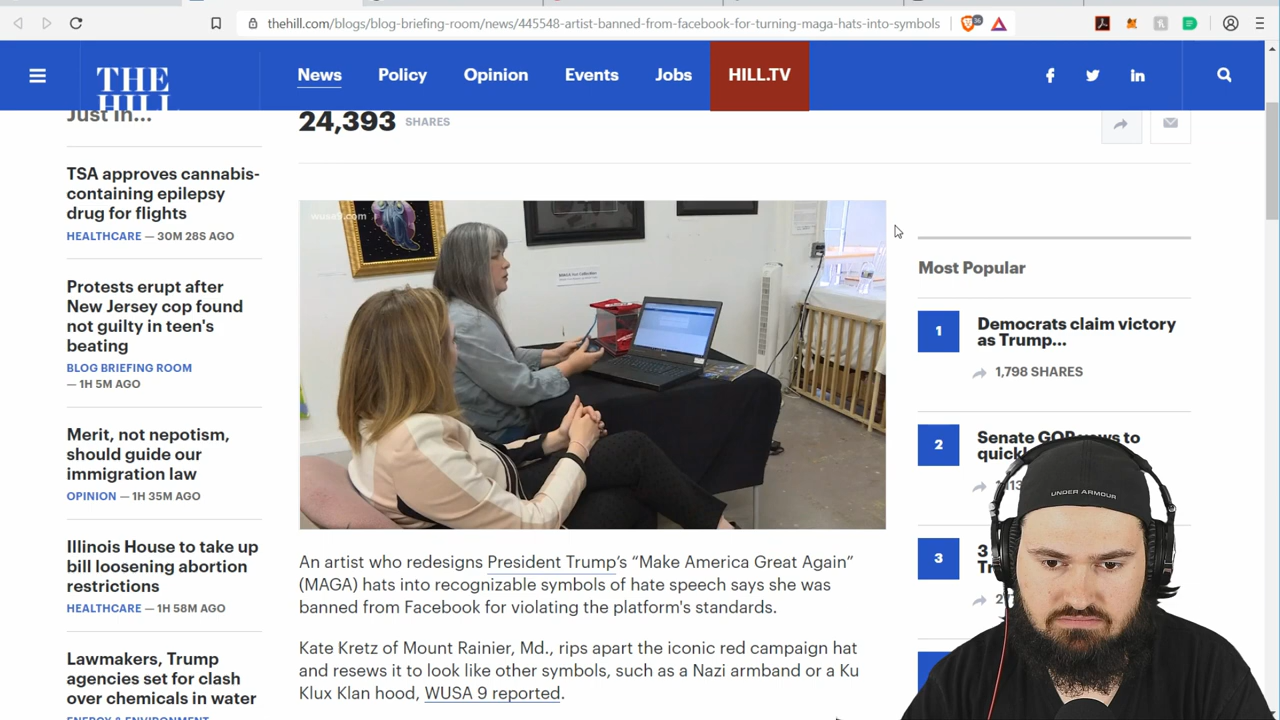 thehill.com/blogs/blog-briefing-room/news/445548-artist-banned-from-facebook-for-turning-maga-hats-into-symbols
THE
HILL
News
Policy
Opinion
Events
Jobs
HILL.TV
Just In...
TSA approves cannabis-
containing epilepsy
drug for flights
HEALTHCARE — 30M 28S AGO
Protests erupt after
New Jersey cop found
not guilty in teen's
beating
BLOG BRIEFING ROOM
— 1H 5M AGO
Merit, not nepotism,
should guide our
immigration law
OPINION — 1H 35M AGO
Illinois House to take up
bill loosening abortion
restrictions
HEALTHCARE — 1H 58M AGO
Lawmakers, Trump
agencies set for clash
over chemicals in water
ENERGY & ENVIRONMENT
24,393 SHARES
wusa9.com
An artist who redesigns President Trump's “Make America Great Again”
(MAGA) hats into recognizable symbols of hate speech says she was
banned from Facebook for violating the platform's standards.
Kate Kretz of Mount Rainier, Md., rips apart the iconic red campaign hat
and resews it to look like other symbols, such as a Nazi armband or a Ku
Klux Klan hood, WUSA 9 reported.
Most Popular
1
Democrats claim victory
as Trump...
1,798 SHARES
2
Senate GOP to
3
3
UNDER ARMOUR